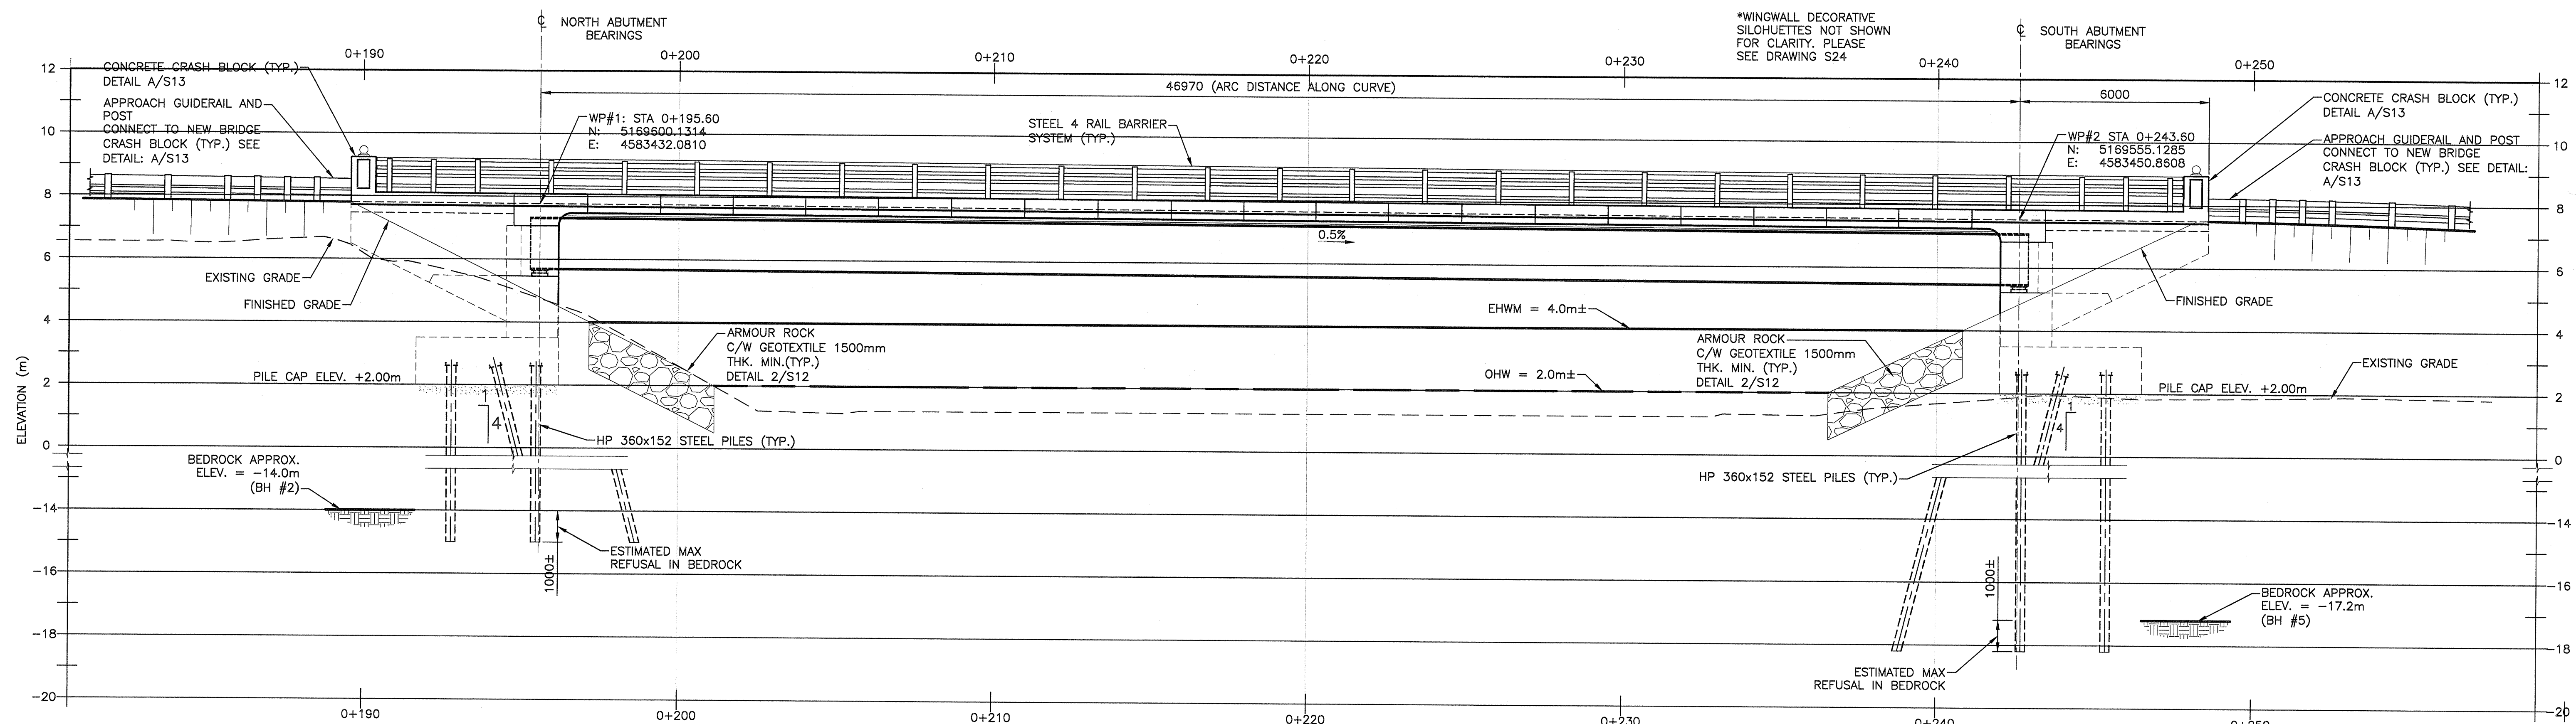 ℄ NORTH ABUTMENT
BEARINGS
*WINGWALL DECORATIVE
SILOHUETTES NOT SHOWN
FOR CLARITY. PLEASE
SEE DRAWING S24
℄ SOUTH ABUTMENT
BEARINGS
0+190
0+200
0+210
0+220
0+230
0+240
0+250
46970 (ARC DISTANCE ALONG CURVE)
6000
CONCRETE CRASH BLOCK (TYP.)
DETAIL A/S13
APPROACH GUIDERAIL AND
POST
CONNECT TO NEW BRIDGE
CRASH BLOCK (TYP.) SEE
DETAIL: A/S13
WP#1: STA 0+195.60
N: 5169600.1314
E: 4583432.0810
STEEL 4 RAIL BARRIER
SYSTEM (TYP.)
WP#2 STA 0+243.60
N: 5169555.1285
E: 4583450.8608
CONCRETE CRASH BLOCK (TYP.)
DETAIL A/S13
APPROACH GUIDERAIL AND POST
CONNECT TO NEW BRIDGE
CRASH BLOCK (TYP.) SEE DETAIL:
A/S13
12
10
8
6
4
2
0
-14
-16
-18
-20
ELEVATION (m)
0.5%
EXISTING GRADE
FINISHED GRADE
FINISHED GRADE
EHWM = 4.0m±
ARMOUR ROCK
C/W GEOTEXTILE 1500mm
THK. MIN.(TYP.)
DETAIL 2/S12
OHW = 2.0m±
ARMOUR ROCK
C/W GEOTEXTILE 1500mm
THK. MIN. (TYP.)
DETAIL 2/S12
EXISTING GRADE
PILE CAP ELEV. +2.00m
PILE CAP ELEV. +2.00m
1
4
1
4
HP 360x152 STEEL PILES (TYP.)
HP 360x152 STEEL PILES (TYP.)
BEDROCK APPROX.
ELEV. = -14.0m
(BH #2)
1000±
ESTIMATED MAX
REFUSAL IN BEDROCK
1000±
BEDROCK APPROX.
ELEV. = -17.2m
(BH #5)
ESTIMATED MAX
REFUSAL IN BEDROCK
12
10
8
6
4
2
0
-14
-16
-18
-20
0+190
0+200
0+210
0+220
0+230
0+240
0+250